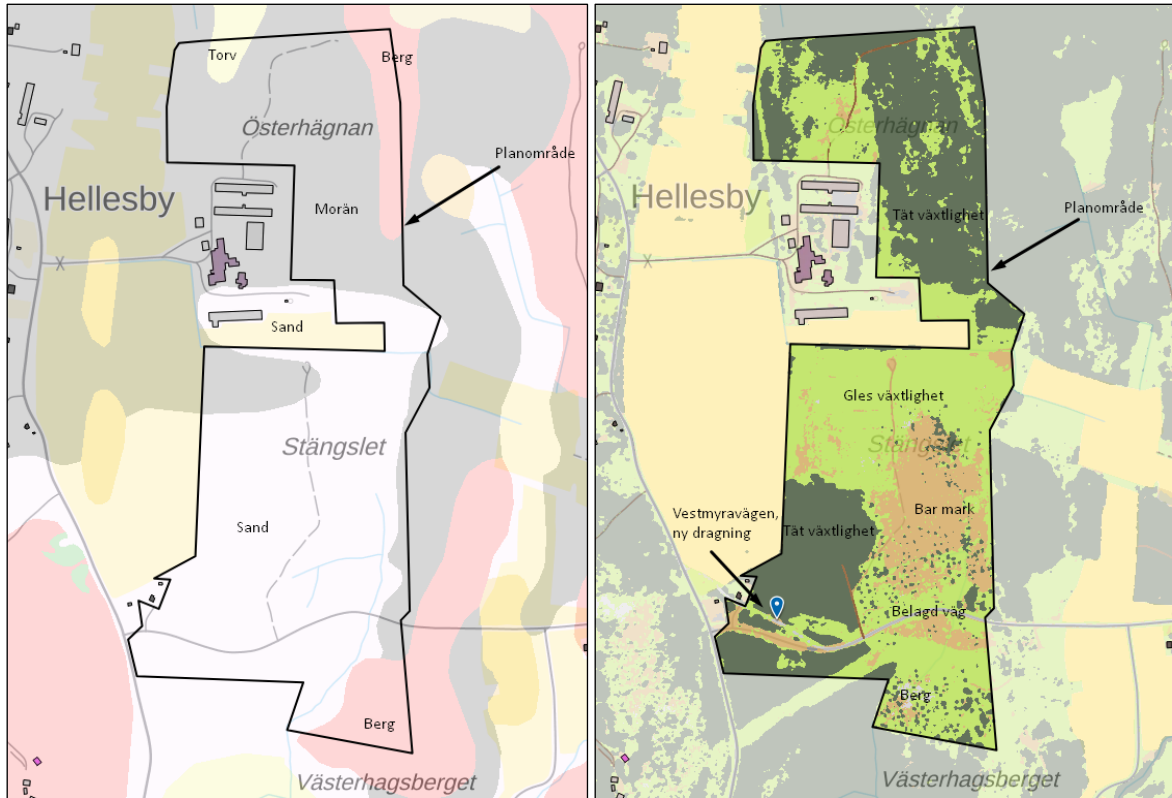 Torv
Berg
Österhägnan
Planområde
Hellesby
Morän
Sand
Stängslet
Sand
Berg
Västerhagsberget
Österhägnan
Hellesby
Tät växtlighet
Planområde
Gles växtlighet
Stängslet
Vestmyravägen,
ny dragning
Tät växtlighet
Bar mark
Belagd väg
Berg
Västerhagsberget